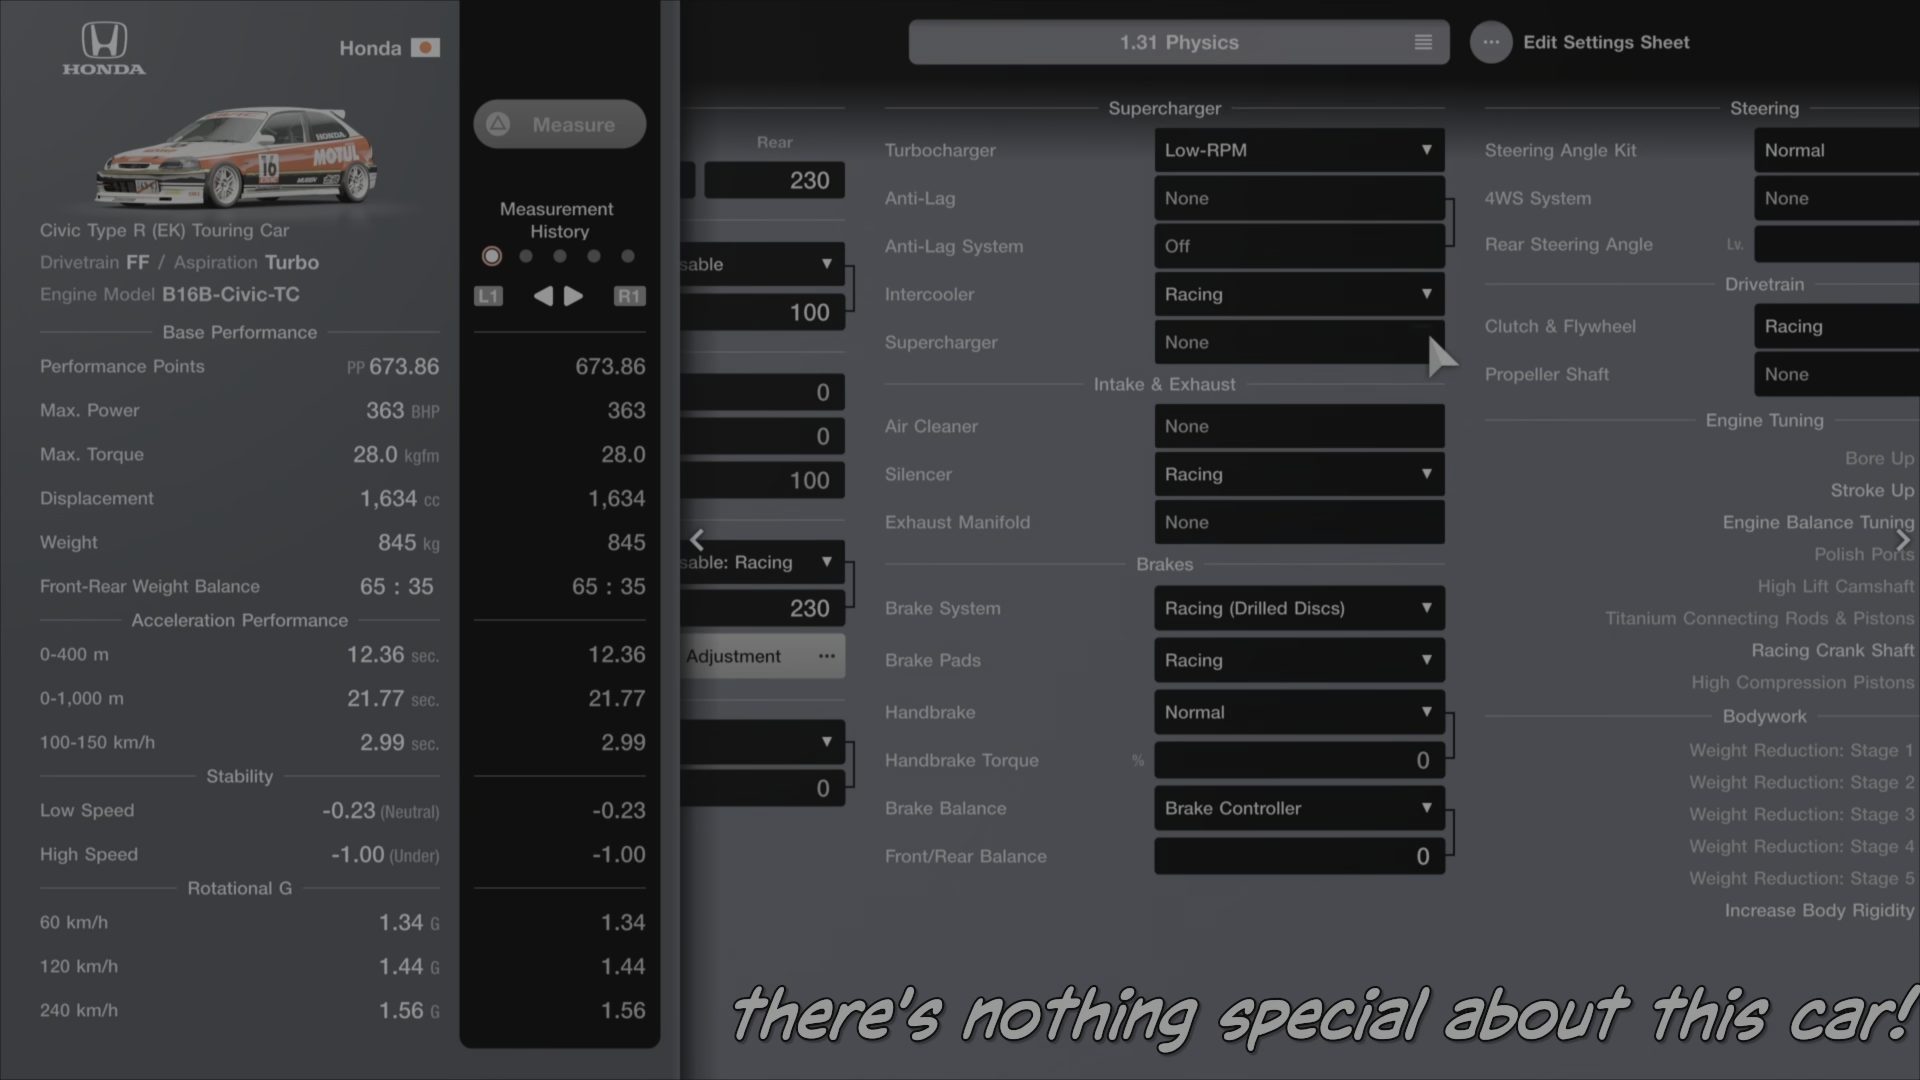 HONDA
Honda
HONDA
MOTUL
16
Civic Type R (EK) Touring Car
Drivetrain FF / Aspiration Turbo
Engine Model B16B-Civic-TC
Base Performance
Performance Points PP 673.86
Max. Power 363 BHP
Max. Torque 28.0 kgfm
Displacement 1,634 cc
Weight 845 kg
Front-Rear Weight Balance 65 : 35
Acceleration Performance
0-400 m 12.36 sec.
0-1,000 m 21.77 sec.
100-150 km/h 2.99 sec.
Stability
Low Speed -0.23 (Neutral)
High Speed -1.00 (Under)
Rotational G
60 km/h 1.34 G
120 km/h 1.44 G
240 km/h 1.56 G
Measure
Measurement
History
L1 R1
673.86
363
28.0
1,634
845
65 : 35
12.36
21.77
2.99
-0.23
-1.00
1.34
1.44
1.56
1.31 Physics
Edit Settings Sheet
Rear
230
sable
100
0
0
100
sable: Racing
230
Adjustment
0
Supercharger
Turbocharger Low-RPM
Anti-Lag None
Anti-Lag System Off
Intercooler Racing
Supercharger None
Intake & Exhaust
Air Cleaner None
Silencer Racing
Exhaust Manifold None
Brakes
Brake System Racing (Drilled Discs)
Brake Pads Racing
Handbrake Normal
Handbrake Torque % 0
Brake Balance Brake Controller
Front/Rear Balance 0
Steering
Steering Angle Kit Normal
4WS System None
Rear Steering Angle Lv.
Drivetrain
Clutch & Flywheel Racing
Propeller Shaft None
Engine Tuning
Bore Up
Stroke Up
Engine Balance Tuning
Polish Ports
High Lift Camshaft
Titanium Connecting Rods & Pistons
Racing Crank Shaft
High Compression Pistons
Bodywork
Weight Reduction: Stage 1
Weight Reduction: Stage 2
Weight Reduction: Stage 3
Weight Reduction: Stage 4
Weight Reduction: Stage 5
Increase Body Rigidity
there's nothing special about this car!